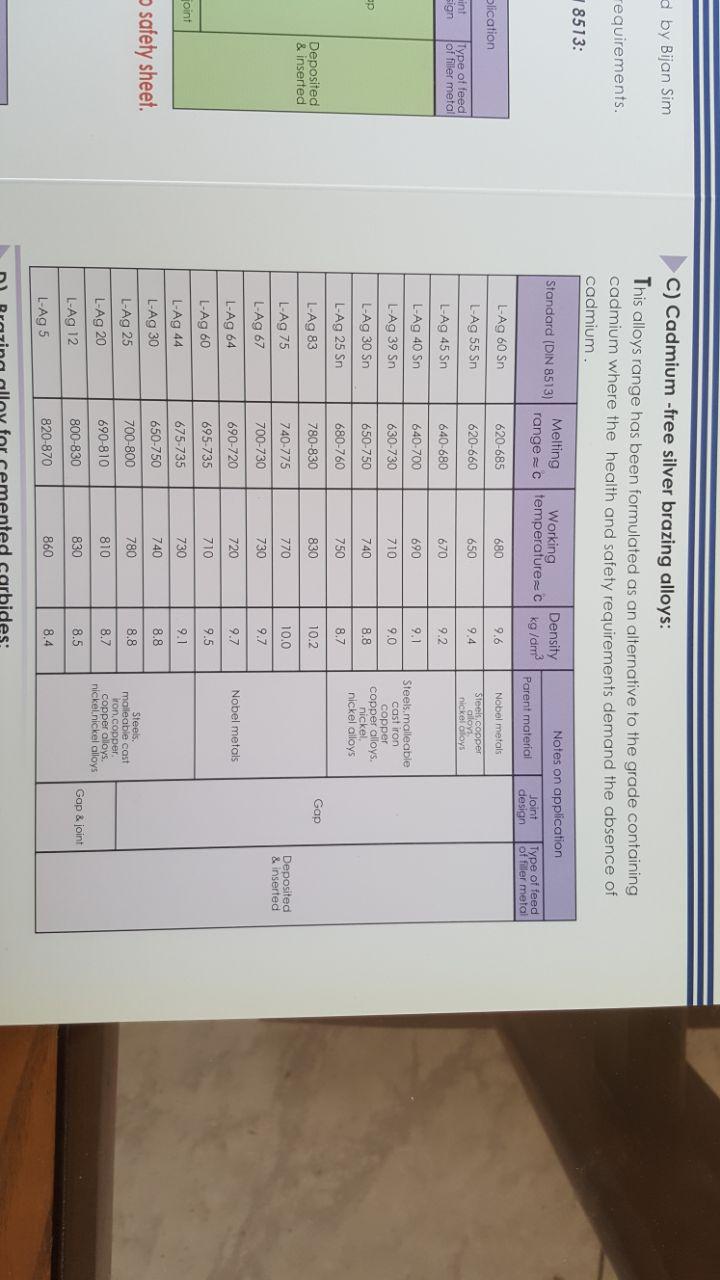 d by Bijan Sim
requirements.
8513:
plication
int
sign
Type of feed
of filler metal
ap
Deposited
& inserted
joint
o safety sheet.
C) Cadmium -free silver brazing alloys:
This alloys range has been formulated as an alternative to the grade containing
cadmium where the health and safety requirements demand the absence of
cadmium .
Standard (DIN 8513)
Melting
range≈°C
Working
temperature≈°C
Density
kg /dm³
Notes on application
Parent material
Joint
design
Type of feed
of filler metal
L-Ag 60 Sn 620-685 680 9.6 Nobel metals
L-Ag 55 Sn 620-660 650 9.4 Steels,copper
alloys,
nickel alloys
L-Ag 45 Sn 640-680 670 9.2
L-Ag 40 Sn 640-700 690 9.1
L-Ag 39 Sn 630-730 710 9.0
L-Ag 30 Sn 650-750 740 8.8
L-Ag 25 Sn 680-760 750 8.7
Steels,malleable
cast iron
copper
copper alloys,
nickel,
nickel alloys
L-Ag 83 780-830 830 10.2
L-Ag 75 740-775 770 10.0
L-Ag 67 700-730 730 9.7
L-Ag 64 690-720 720 9.7
L-Ag 60 695-735 710 9.5
Nobel metals
L-Ag 44 675-735 730 9.1
L-Ag 30 650-750 740 8.8
L-Ag 25 700-800 780 8.8
L-Ag 20 690-810 810 8.7
L-Ag 12 800-830 830 8.5
L-Ag 5 820-870 860 8.4
Steels,
malleable cast
iron,copper,
copper alloys,
nickel,nickel alloys
Gap
Gap & joint
Deposited
& inserted
D) Brazing alloy for cemented carbides: